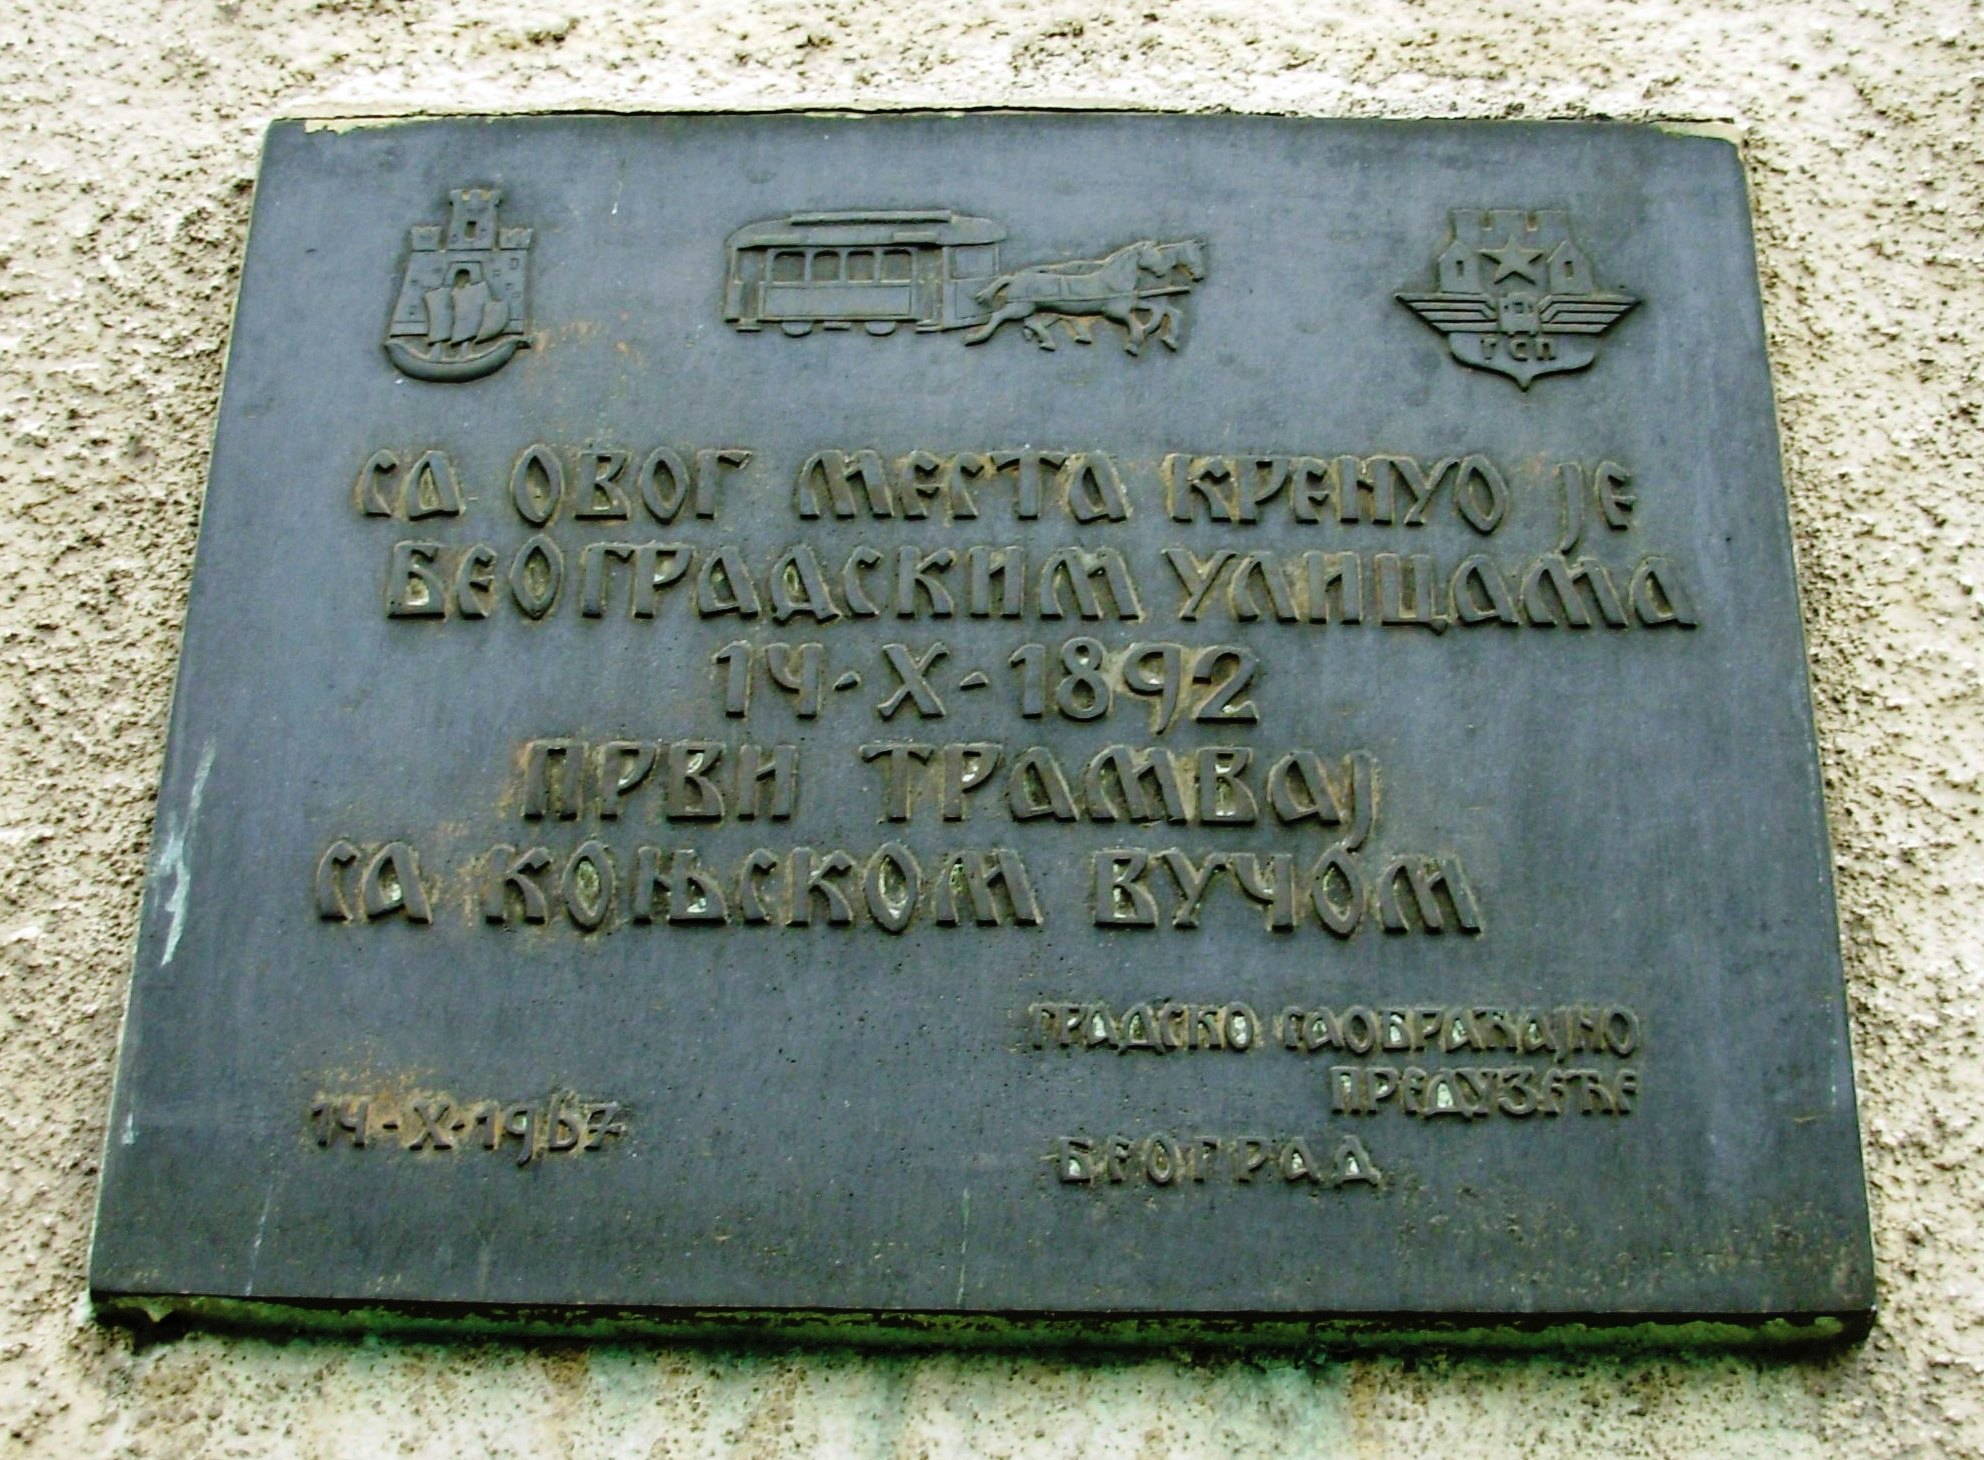 ГСП
СА ОВОГ МЕСТА КРЕНУО ЈЕ
БЕОГРАДСКИМ УЛИЦАМА
14-X-1892
ПРВИ ТРАМВАЈ
СА КОЊСКОМ ВУЧОМ
ГРАДСКО САОБРАЋАЈНО
ПРЕДУЗЕЋЕ
14-X-1967
БЕОГРАД